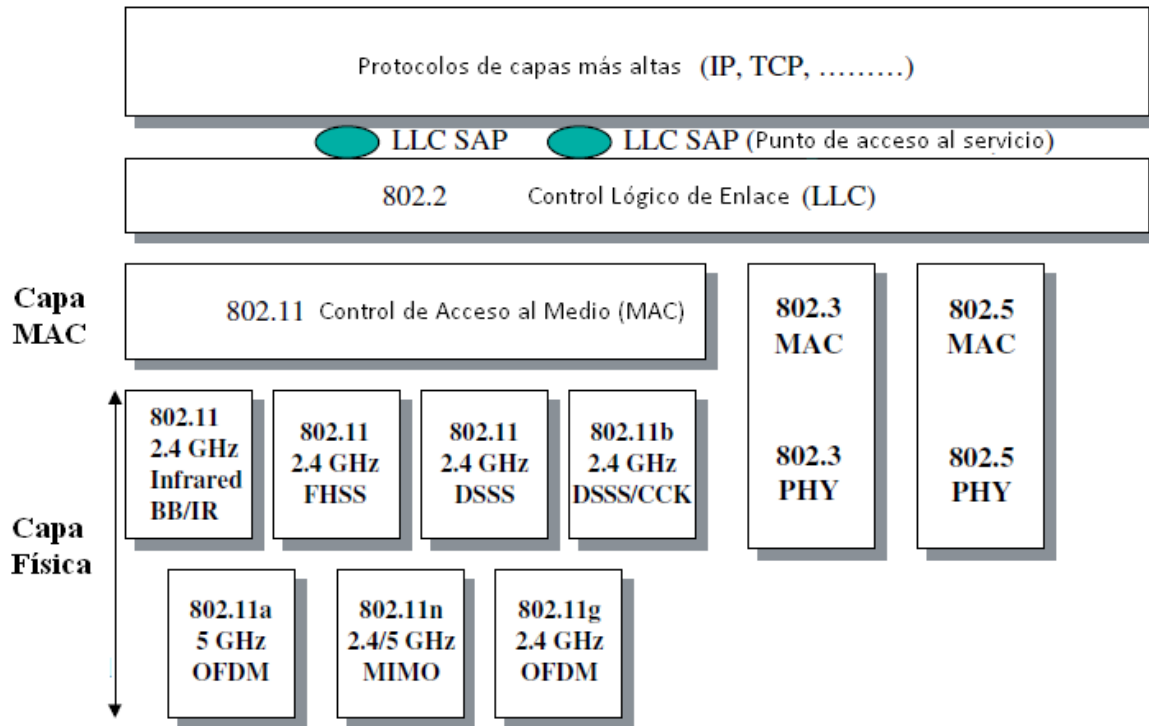 Protocolos de capas más altas (IP, TCP, .........)
LLC SAP
LLC SAP (Punto de acceso al servicio)
802.2 Control Lógico de Enlace (LLC)
Capa
MAC
802.11 Control de Acceso al Medio (MAC)
802.3
MAC
802.5
MAC
Capa
Física
802.11
2.4 GHz
Infrared
BB/IR
802.11
2.4 GHz
FHSS
802.11
2.4 GHz
DSSS
802.11b
2.4 GHz
DSSS/CCK
802.3
PHY
802.5
PHY
802.11a
5 GHz
OFDM
802.11n
2.4/5 GHz
MIMO
802.11g
2.4 GHz
OFDM